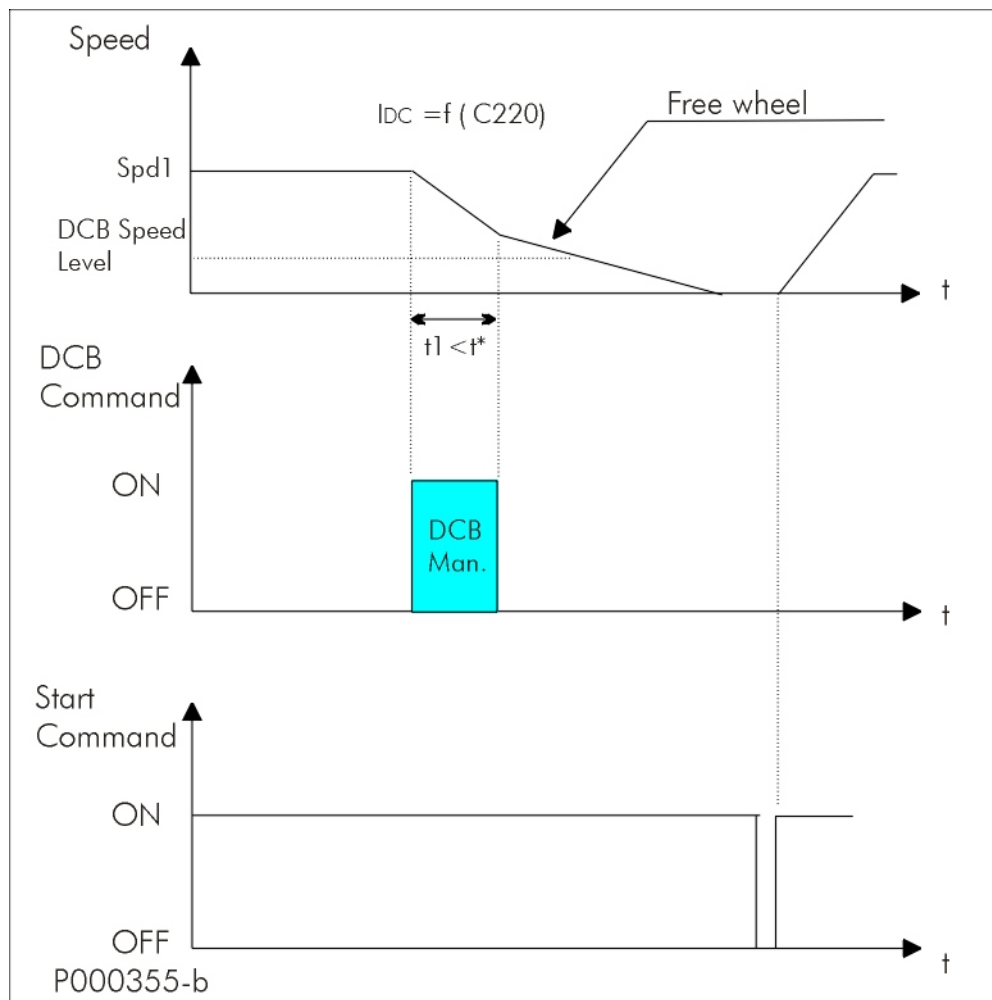 Speed
IDC =f ( C220)
Free wheel
Spd1
DCB Speed
Level
t
t1 <t*
DCB
Command
ON
DCB
Man.
OFF
t
Start
Command
ON
OFF
t
P000355-b